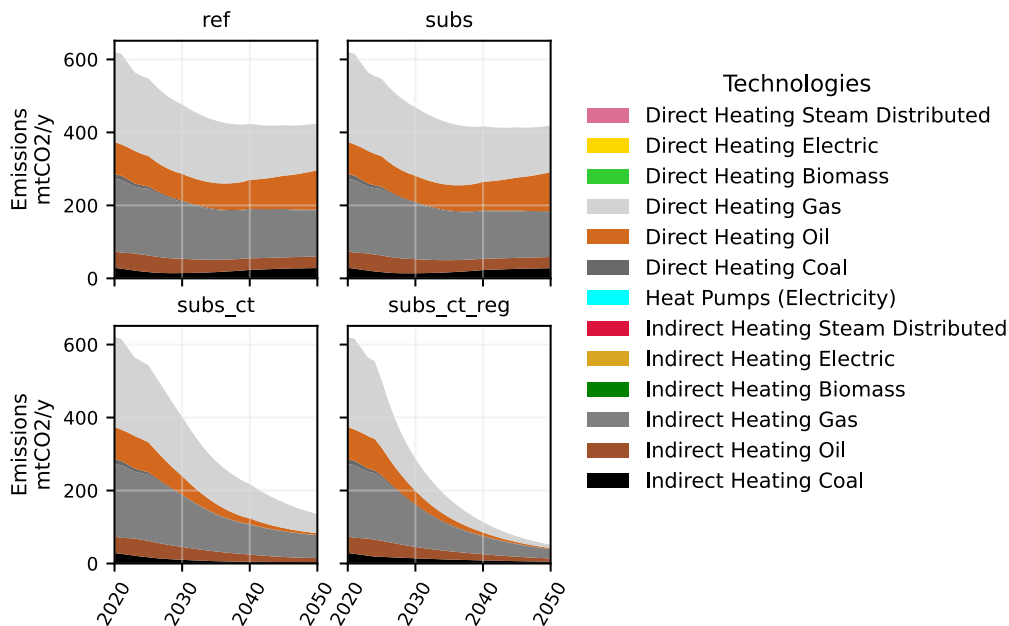 ref
subs
Emissions
mtCO2/y
600
400
200
0
subs_ct
subs_ct_reg
Emissions
mtCO2/y
600
400
200
0
2020
2030
2040
2050
2020
2030
2040
2050
Technologies
Direct Heating Steam Distributed
Direct Heating Electric
Direct Heating Biomass
Direct Heating Gas
Direct Heating Oil
Direct Heating Coal
Heat Pumps (Electricity)
Indirect Heating Steam Distributed
Indirect Heating Electric
Indirect Heating Biomass
Indirect Heating Gas
Indirect Heating Oil
Indirect Heating Coal